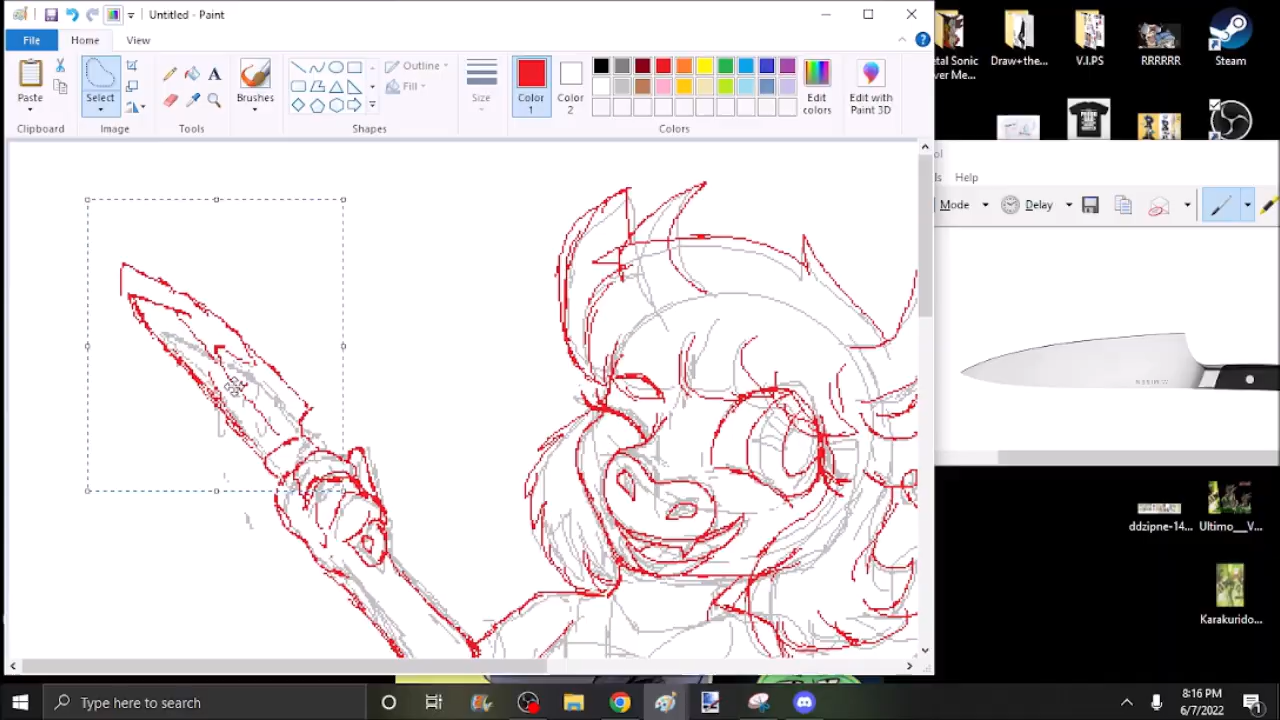 Untitled - Paint
File
Home
View
Paste
Select
Brushes
Outline
Fill
Size
Color
1
Color
2
Edit
colors
Edit with
Paint 3D
Clipboard
Image
Tools
Shapes
Colors
V.I.PS
RRRRRR
Steam
Draw+the...
Help
Mode
Delay
ddzipne-14...
Ultimo__V...
Karakurido...
Type here to search
8:16 PM
6/7/2022